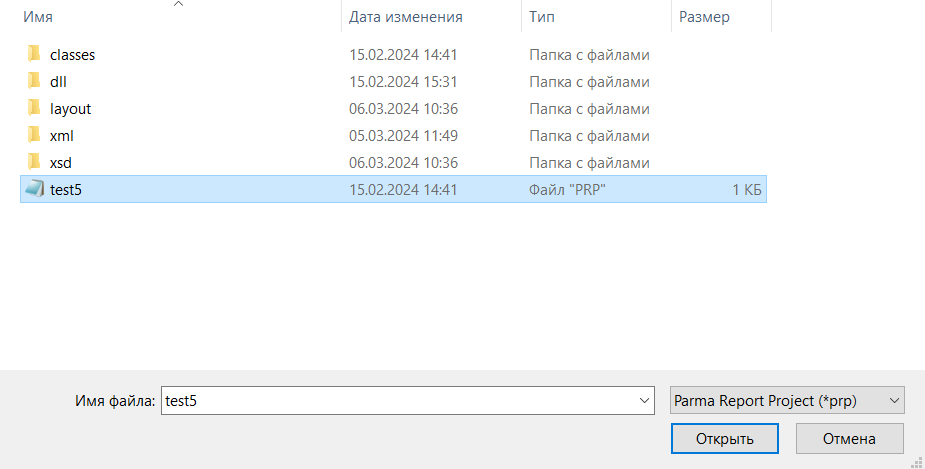 Имя Дата изменения Тип Размер
classes 15.02.2024 14:41 Папка с файлами
dll 15.02.2024 15:31 Папка с файлами
layout 06.03.2024 10:36 Папка с файлами
xml 05.03.2024 11:49 Папка с файлами
xsd 06.03.2024 10:36 Папка с файлами
test5 15.02.2024 14:41 Файл "PRP" 1 КБ
Имя файла: test5 Parma Report Project (*prp)
Открыть Отмена